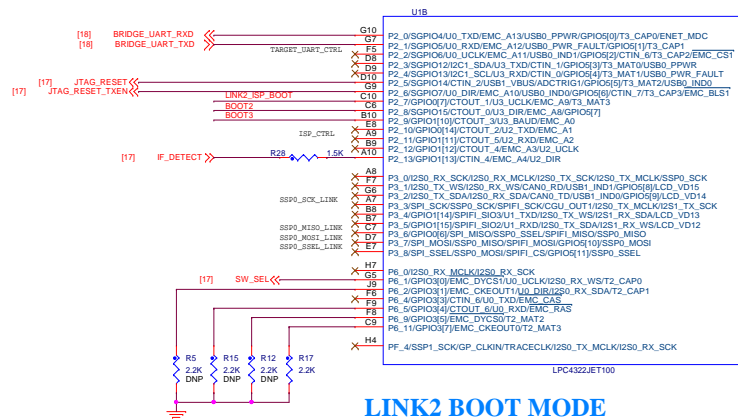 U1B
[18] BRIDGE_UART_RXD G10 P2_0/SGPIO4/U0_TXD/EMC_A13/USB0_PPWR/GPIO5[0]/T3_CAP0/ENET_MDC
[18] BRIDGE_UART_TXD G7 P2_1/SGPIO5/U0_RXD/EMC_A12/USB0_PWR_FAULT/GPIO5[1]/T3_CAP1
TARGET_UART_CTRL F5 P2_2/SGPIO6/U0_UCLK/EMC_A11/USB0_IND1/GPIO5[2]/CTIN_6/T3_CAP2/EMC_CS1
D8 P2_3/SGPIO12/I2C1_SDA/U3_TXD/CTIN_1/GPIO5[3]/T3_MAT0/USB0_PPWR
D9 P2_4/SGPIO13/I2C1_SCL/U3_RXD/CTIN_0/GPIO5[4]/T3_MAT1/USB0_PWR_FAULT
[17] JTAG_RESET D10 P2_5/SGPIO14/CTIN_2/USB1_VBUS/ADCTRIG1/GPIO5[5]/T3_MAT2/USB0_IND0
[17] JTAG_RESET_TXEN G9 P2_6/SGPIO7/U0_DIR/EMC_A10/USB0_IND0/GPIO5[6]/CTIN_7/T3_CAP3/EMC_BLS1
LINK2_ISP_BOOT C10 P2_7/GPIO0[7]/CTOUT_1/U3_UCLK/EMC_A9/T3_MAT3
BOOT2 C6 P2_8/SGPIO15/CTOUT_0/U3_DIR/EMC_A8/GPIO5[7]
BOOT3 B10 P2_9/GPIO1[10]/CTOUT_3/U3_BAUD/EMC_A0
E8 P2_10/GPIO0[14]/CTOUT_2/U2_TXD/EMC_A1
ISP_CTRL A9 P2_11/GPIO1[11]/CTOUT_5/U2_RXD/EMC_A2
B9 P2_12/GPIO1[12]/CTOUT_4/EMC_A3/U2_UCLK
[17] IF_DETECT R28 1.5K A10 P2_13/GPIO1[13]/CTIN_4/EMC_A4/U2_DIR
A8 P3_0/I2S0_RX_SCK/I2S0_RX_MCLK/I2S0_TX_SCK/I2S0_TX_MCLK/SSP0_SCK
F7 P3_1/I2S0_TX_WS/I2S0_RX_WS/CAN0_RD/USB1_IND1/GPIO5[8]/LCD_VD15
G6 P3_2/I2S0_TX_SDA/I2S0_RX_SDA/CAN0_TD/USB1_IND0/GPIO5[9]/LCD_VD14
SSP0_SCK_LINK A7 P3_3/SPI_SCK/SSP0_SCK/SPIFI_SCK/CGU_OUT1/I2S0_TX_MCLK/I2S1_TX_SCK
B8 P3_4/GPIO1[14]/SPIFI_SIO3/U1_TXD/I2S0_TX_WS/I2S1_RX_SDA/LCD_VD13
B7 P3_5/GPIO1[15]/SPIFI_SIO2/U1_RXD/I2S0_TX_SDA/I2S1_RX_WS/LCD_VD12
SSP0_MISO_LINK C7 P3_6/GPIO0[6]/SPI_MISO/SSP0_SSEL/SPIFI_MISO/SSP0_MISO
SSP0_MOSI_LINK D7 P3_7/SPI_MOSI/SSP0_MISO/SPIFI_MOSI/GPIO5[10]/SSP0_MOSI
SSP0_SSEL_LINK E7 P3_8/SPI_SSEL/SSP0_MOSI/SPIFI_CS/GPIO5[11]/SSP0_SSEL
H7 P6_0/I2S0_RX_MCLK/I2S0_RX_SCK
[17] SW_SEL G5 P6_1/GPIO3[0]/EMC_DYCS1/U0_UCLK/I2S0_RX_WS/T2_CAP0
J9 P6_2/GPIO3[1]/EMC_CKEOUT1/U0_DIR/I2S0_RX_SDA/T2_CAP1
F6 P6_4/GPIO3[3]/CTIN_6/U0_TXD/EMC_CAS
F9 P6_5/GPIO3[4]/CTOUT_6/U0_RXD/EMC_RAS
F8 P6_9/GPIO3[5]/EMC_DYCS0/T2_MAT2
C9 P6_11/GPIO3[7]/EMC_CKEOUT0/T2_MAT3
H4 PF_4/SSP1_SCK/GP_CLKIN/TRACECLK/I2S0_TX_MCLK/I2S0_RX_SCK
R5 R15 R12 R17
2.2K 2.2K 2.2K 2.2K
DNP DNP DNP
LPC4322JET100
LINK2 BOOT MODE